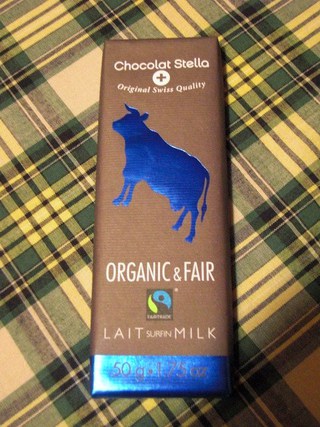 Chocolat Stella
Original Swiss Quality
ORGANIC & FAIR
®
FAIRTRADE
LAIT SURFIN MILK
50 g • 1.75 oz